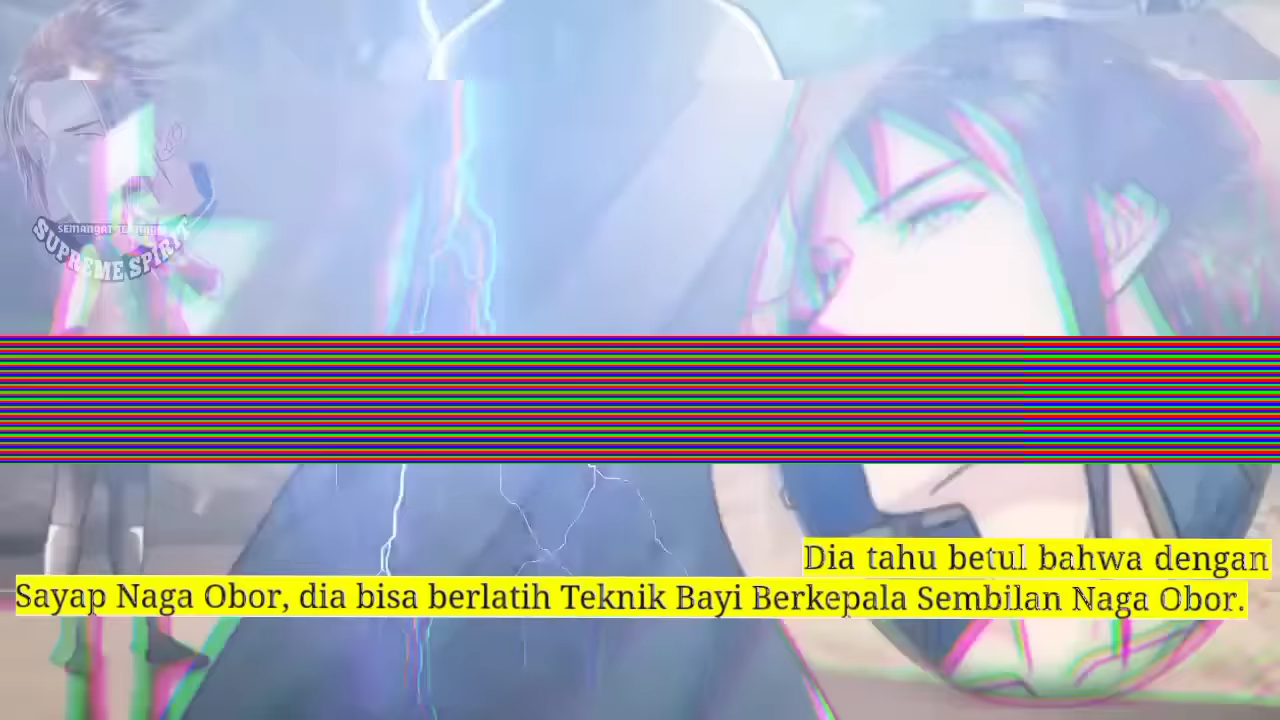 SEMANGAT
SUPREME SPIRIT
Dia tahu betul bahwa dengan
Sayap Naga Obor, dia bisa berlatih Teknik Bayi Berkepala Sembilan Naga Obor.